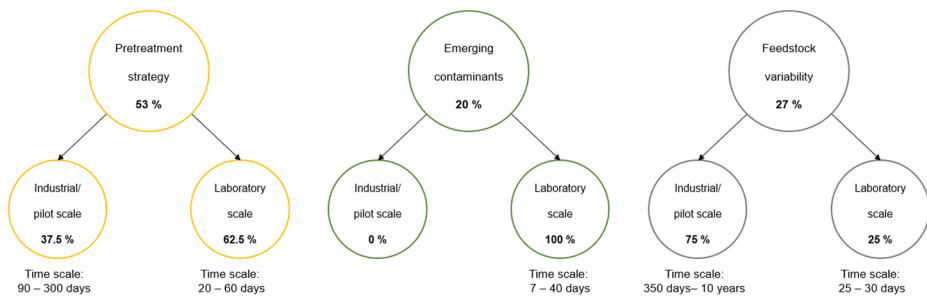 Pretreatment
strategy
53 %
Emerging
contaminants
20 %
Feedstock
variability
27 %
Industrial/
pilot scale
37.5 %
Laboratory
scale
62.5 %
Industrial/
pilot scale
0 %
Laboratory
scale
100 %
Industrial/
pilot scale
75 %
Laboratory
scale
25 %
Time scale:
90 – 300 days
Time scale:
20 – 60 days
Time scale:
7 – 40 days
Time scale:
350 days– 10 years
Time scale:
25 – 30 days